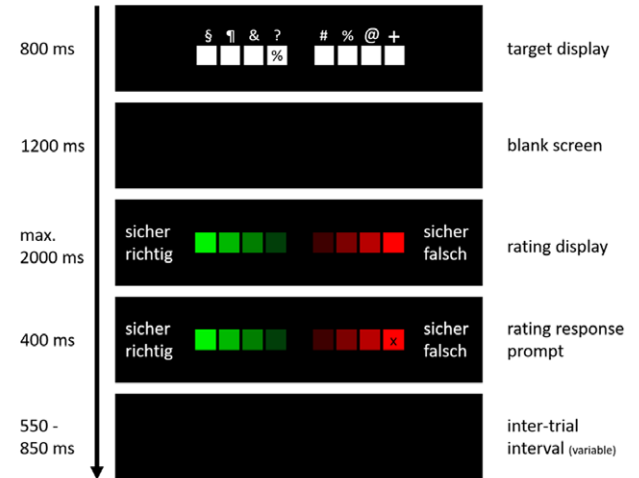 800 ms
§ ¶ & ? # % @ +
%
target display
1200 ms
blank screen
max.
2000 ms
sicher
richtig
sicher
falsch
rating display
400 ms
sicher
richtig
x
sicher
falsch
rating response
prompt
550 -
850 ms
inter-trial
interval (variable)